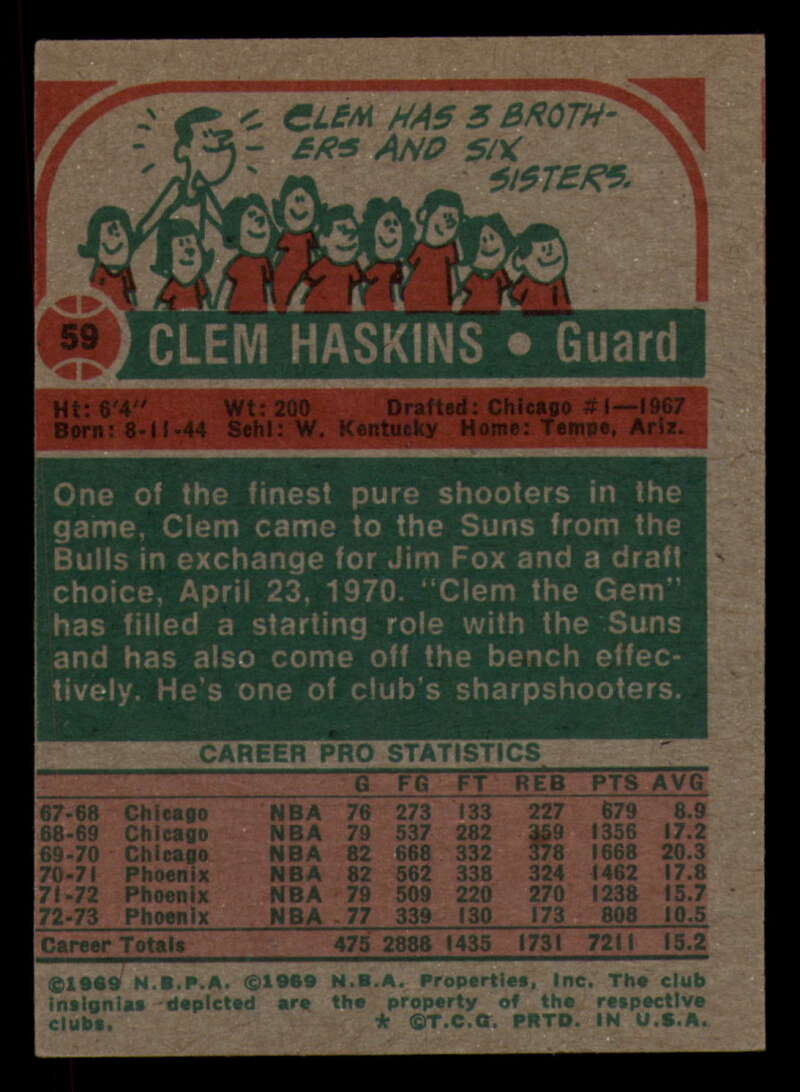 CLEM HAS 3 BROTH-
ERS AND SIX
SISTERS.
59 CLEM HASKINS • Guard
Ht: 6'4" Wt: 200 Drafted: Chicago #1—1967
Born: 8-11-44 Schl: W. Kentucky Home: Tempe, Ariz.
One of the finest pure shooters in the
game, Clem came to the Suns from the
Bulls in exchange for Jim Fox and a draft
choice, April 23, 1970. "Clem the Gem"
has filled a starting role with the Suns
and has also come off the bench effec-
tively. He's one of club's sharpshooters.
CAREER PRO STATISTICS
G FG FT REB PTS AVG
67-68 Chicago NBA 76 273 133 227 679 8.9
68-69 Chicago NBA 79 537 282 359 1356 17.2
69-70 Chicago NBA 82 668 332 378 1668 20.3
70-71 Phoenix NBA 82 562 338 324 1462 17.8
71-72 Phoenix NBA 79 509 220 270 1238 15.7
72-73 Phoenix NBA 77 339 130 173 808 10.5
Career Totals 475 2888 1435 1731 7211 15.2
©1969 N.B.P.A. ©1969 N.B.A. Properties, Inc. The club
insignias depicted are the property of the respective
clubs. * ©T.C.G. PRTD. IN U.S.A.